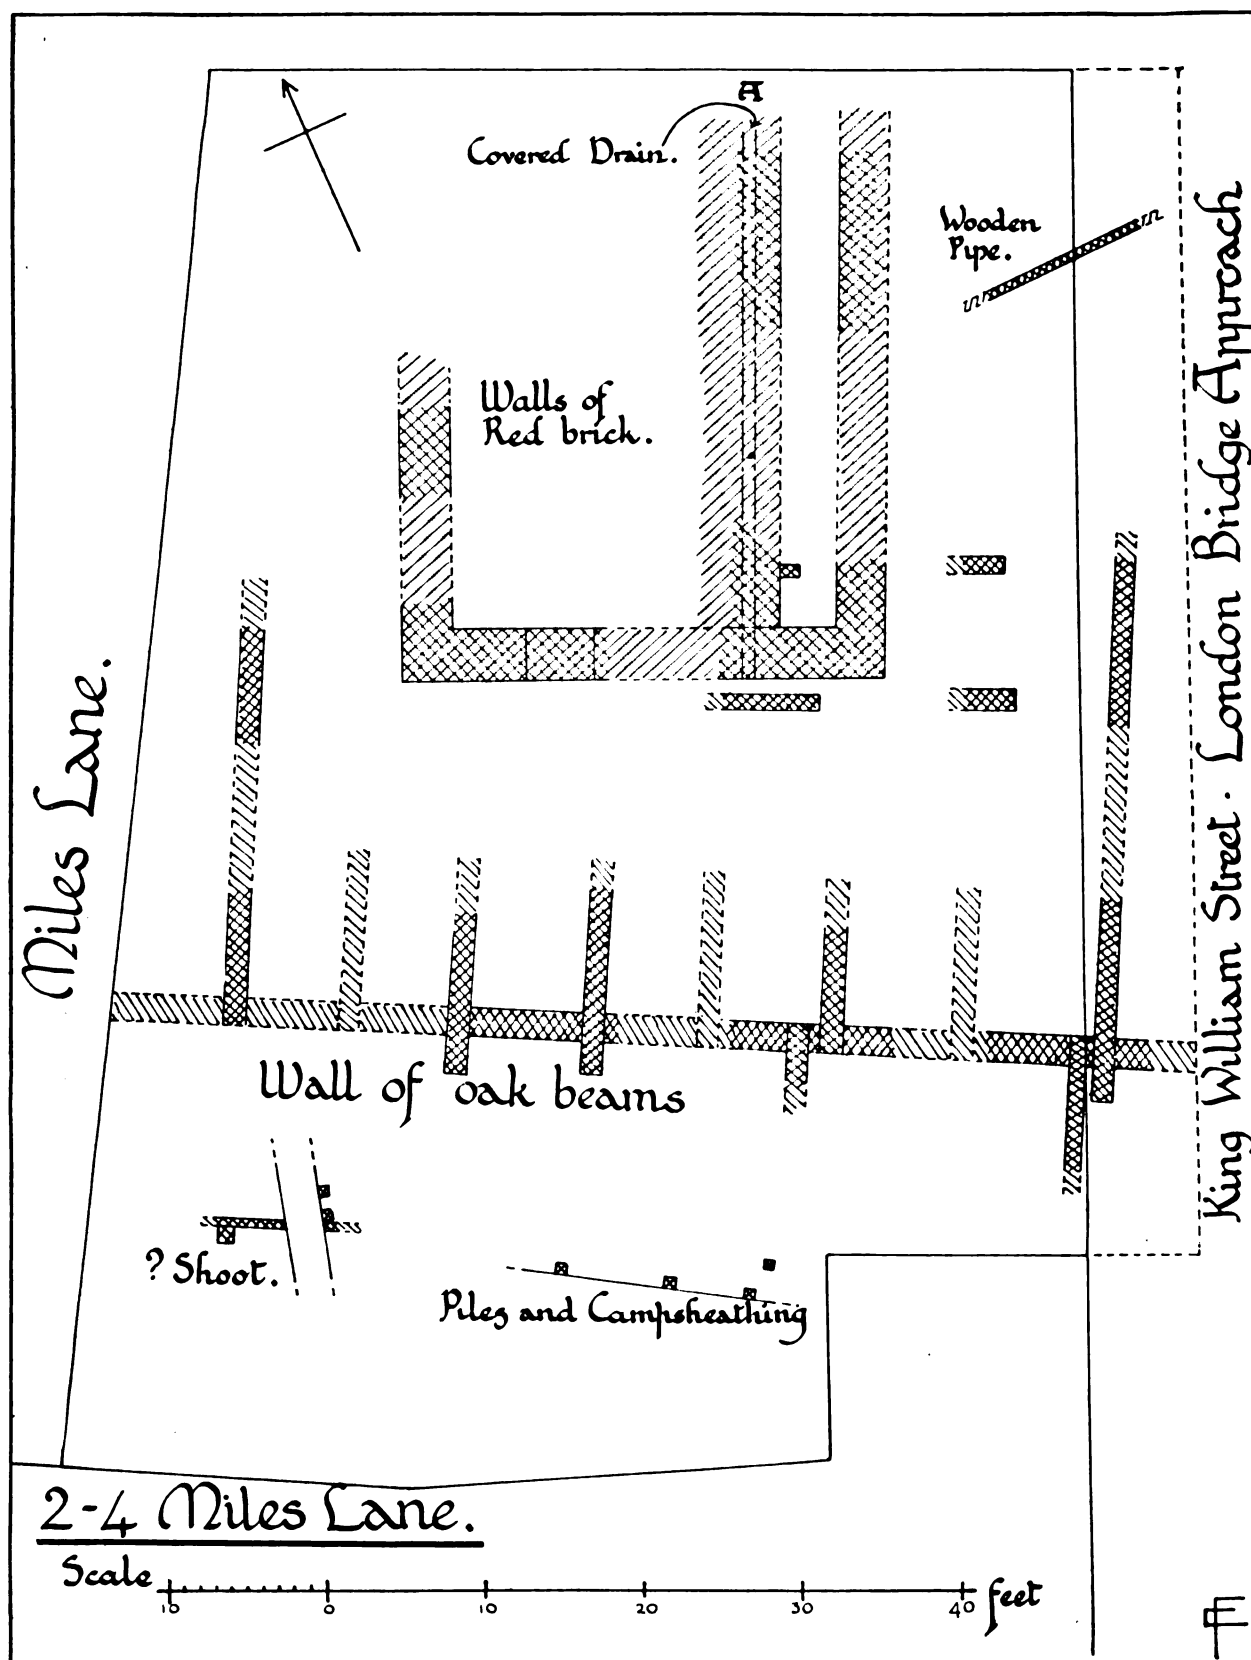 A
Covered Drain.
Wooden
Pipe.
Walls of
Red brick.
Miles Lane.
King William Street · London Bridge Approach
Wall of oak beams
? Shoot.
Piles and Campsheathing
2-4 Miles Lane.
Scale
10 0 10 20 30 40 feet
F